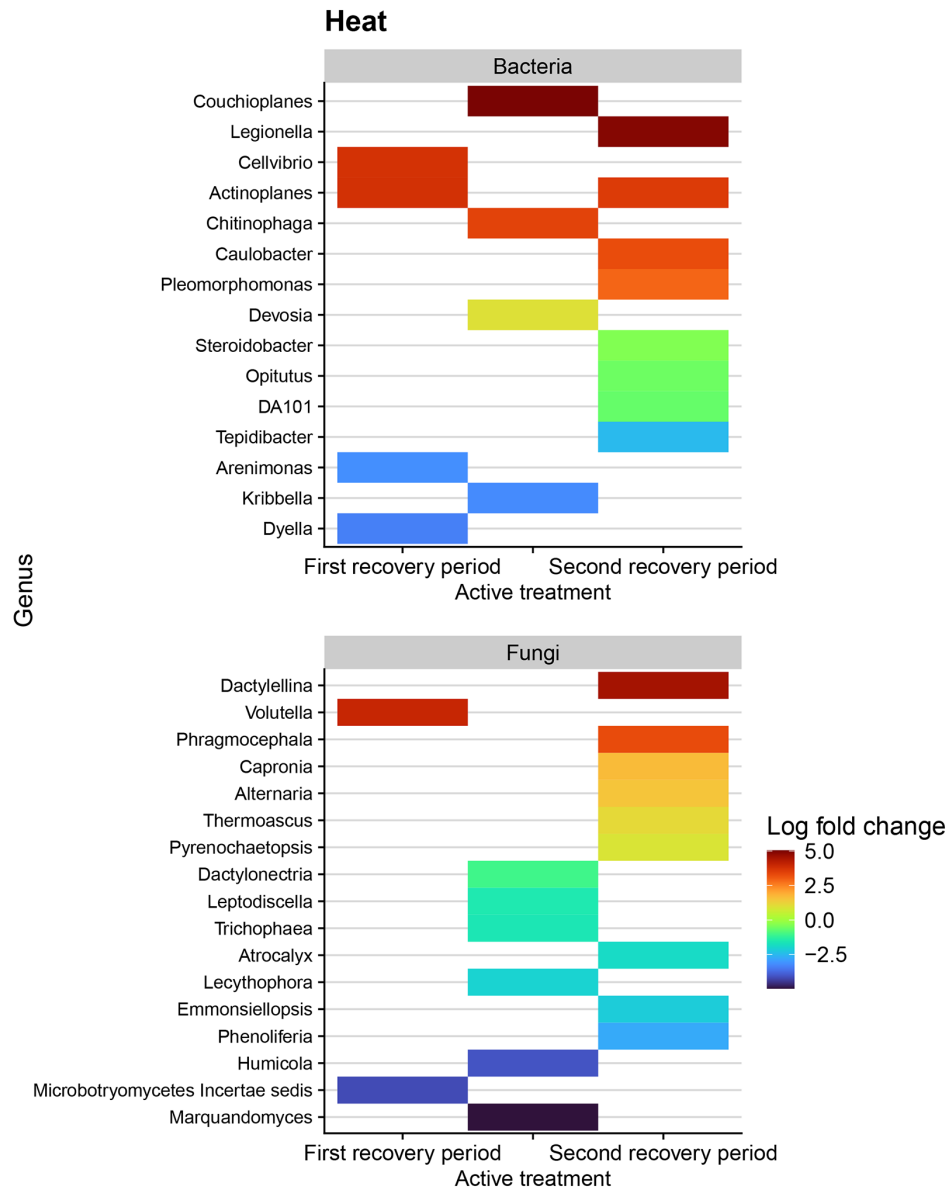 Heat
Bacteria
Couchioplanes
Legionella
Cellvibrio
Actinoplanes
Chitinophaga
Caulobacter
Pleomorphomonas
Devosia
Steroidobacter
Opitutus
DA101
Tepidibacter
Arenimonas
Kribbella
Dyella
First recovery period Second recovery period
Active treatment
Genus
Fungi
Dactylellina
Volutella
Phragmocephala
Capronia
Alternaria
Thermoascus
Pyrenochaetopsis
Dactylonectria
Leptodiscella
Trichophaea
Atrocalyx
Lecythophora
Emmonsiellopsis
Phenoliferia
Humicola
Microbotryomycetes Incertae sedis
Marquandomyces
First recovery period Second recovery period
Active treatment
Log fold change
5.0
2.5
0.0
−2.5